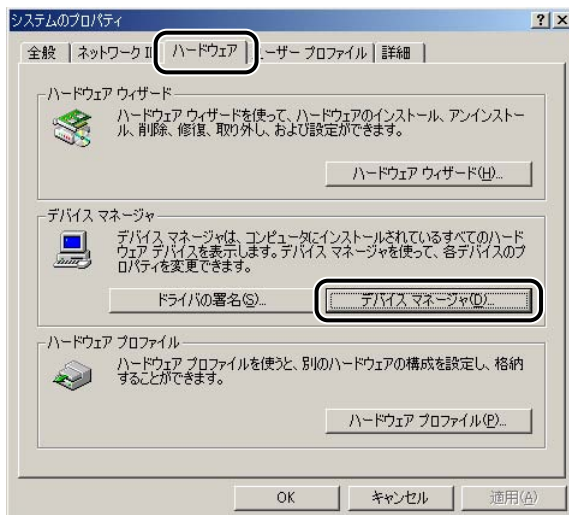 システムのプロパティ
全般
ネットワーク
ハードウェア
ーザー プロファイル
詳細
ハードウェア ウィザード
ハードウェア ウィザードを使って、ハードウェアのインストール、アンインストー
ル、削除、修復、取り外し、および設定ができます。
ハードウェア ウィザード(H)...
デバイス マネージャ
デバイス マネージャは、コンピュータにインストールされているすべてのハード
ウェア デバイスを表示します。デバイス マネージャを使って、各デバイスのプ
ロパティを変更できます。
ドライバの署名(S)...
デバイス マネージャ(D)...
ハードウェア プロファイル
ハードウェア プロファイルを使うと、別のハードウェアの構成を設定し、格納
することができます。
ハードウェア プロファイル(P)...
OK
キャンセル
適用(A)